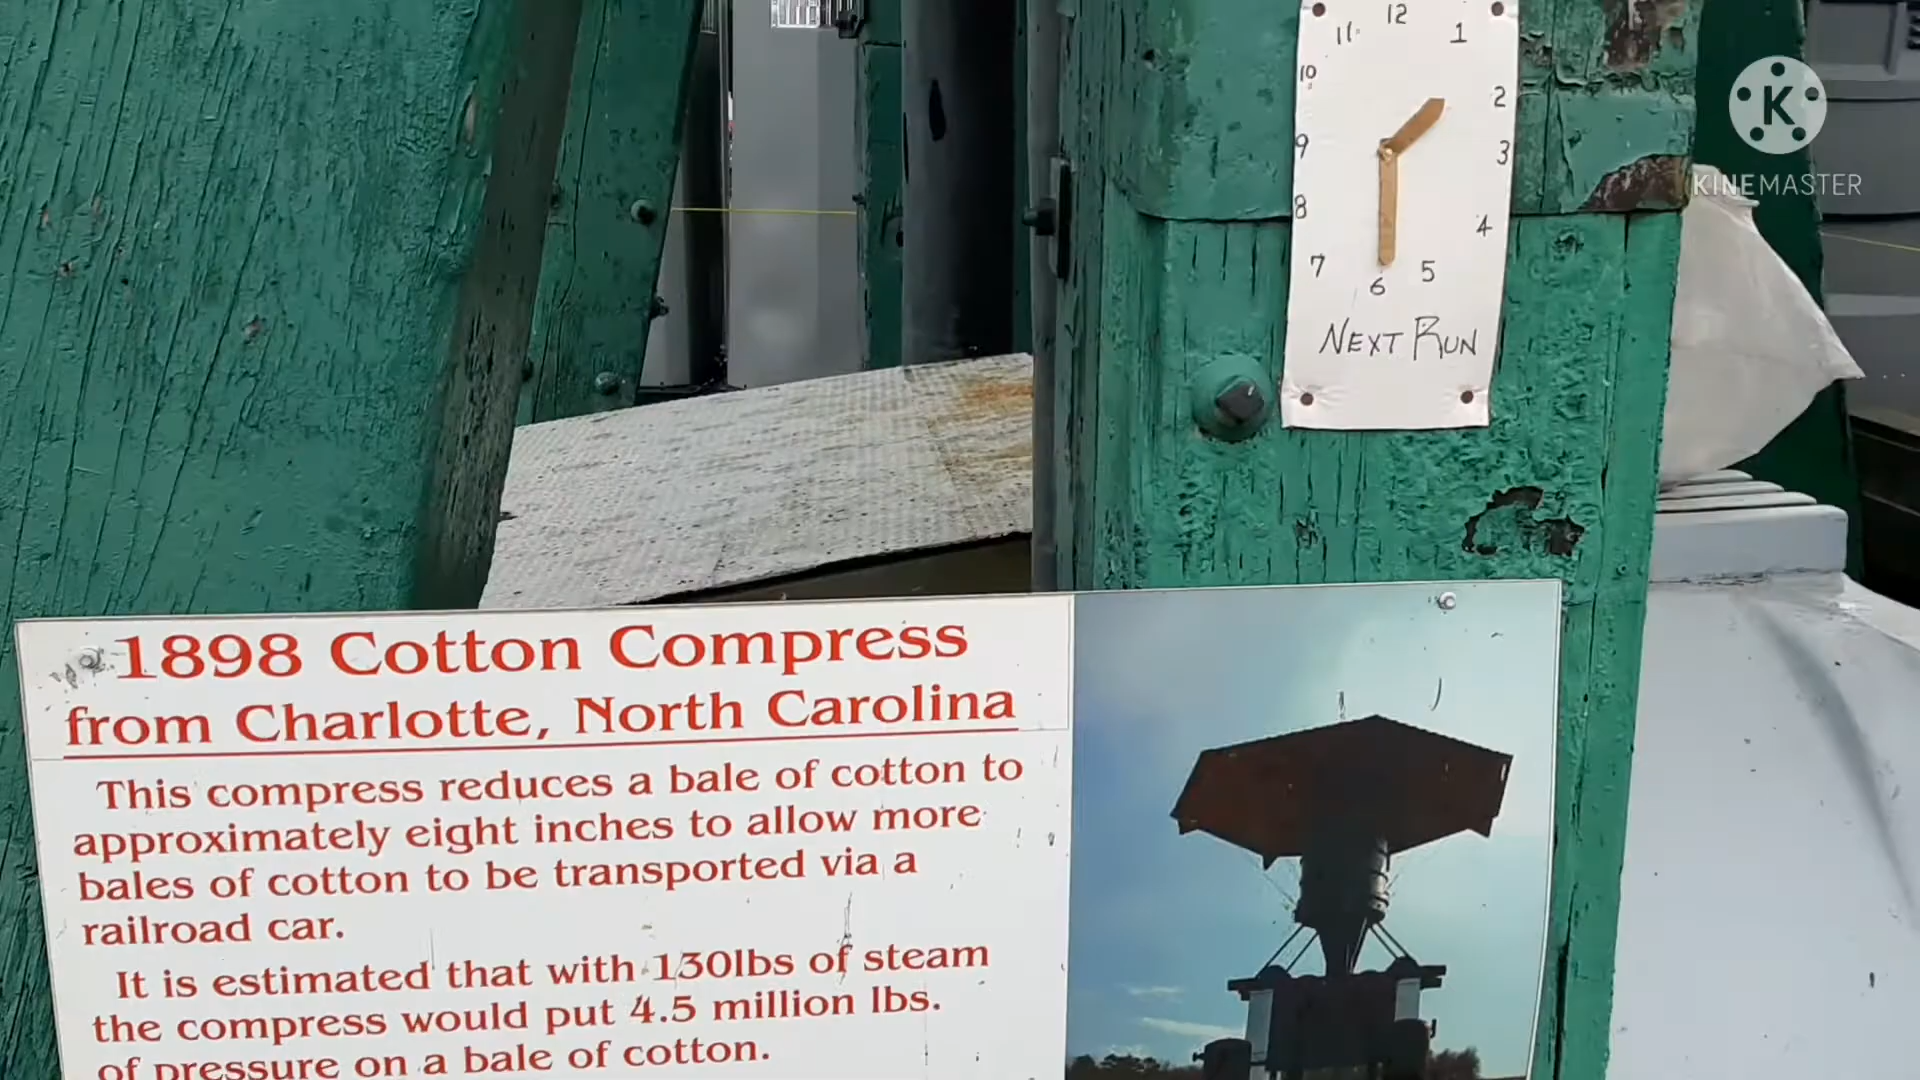 12
11
1
10
2
9
3
8
4
7
5
6
NEXT RUN
K
KINEMASTER
1898 Cotton Compress
from Charlotte, North Carolina
This compress reduces a bale of cotton to
approximately eight inches to allow more
bales of cotton to be transported via a
railroad car.
It is estimated that with 130lbs of steam
the compress would put 4.5 million lbs.
of pressure on a bale of cotton.